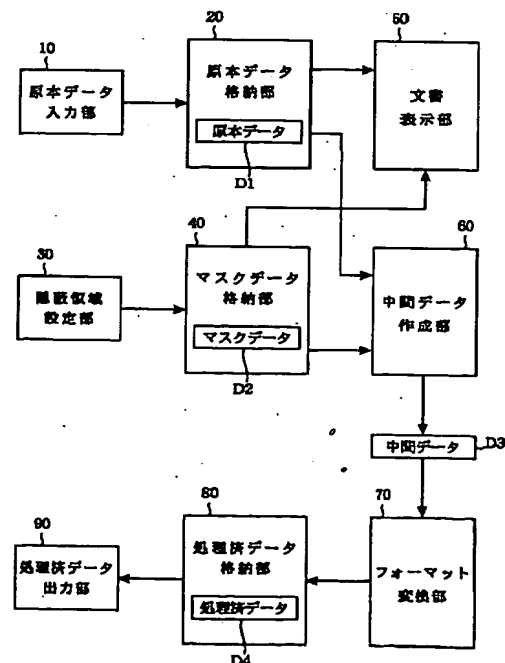 10
原本データ
入力部
20
原本データ
格納部
原本データ
D1
50
文書
表示部
30
隠蔽領域
設定部
40
マスクデータ
格納部
マスクデータ
D2
60
中間データ
作成部
中間データ
D3
70
フォーマット
変換部
80
処理済データ
格納部
処理済データ
D4
90
処理済データ
出力部